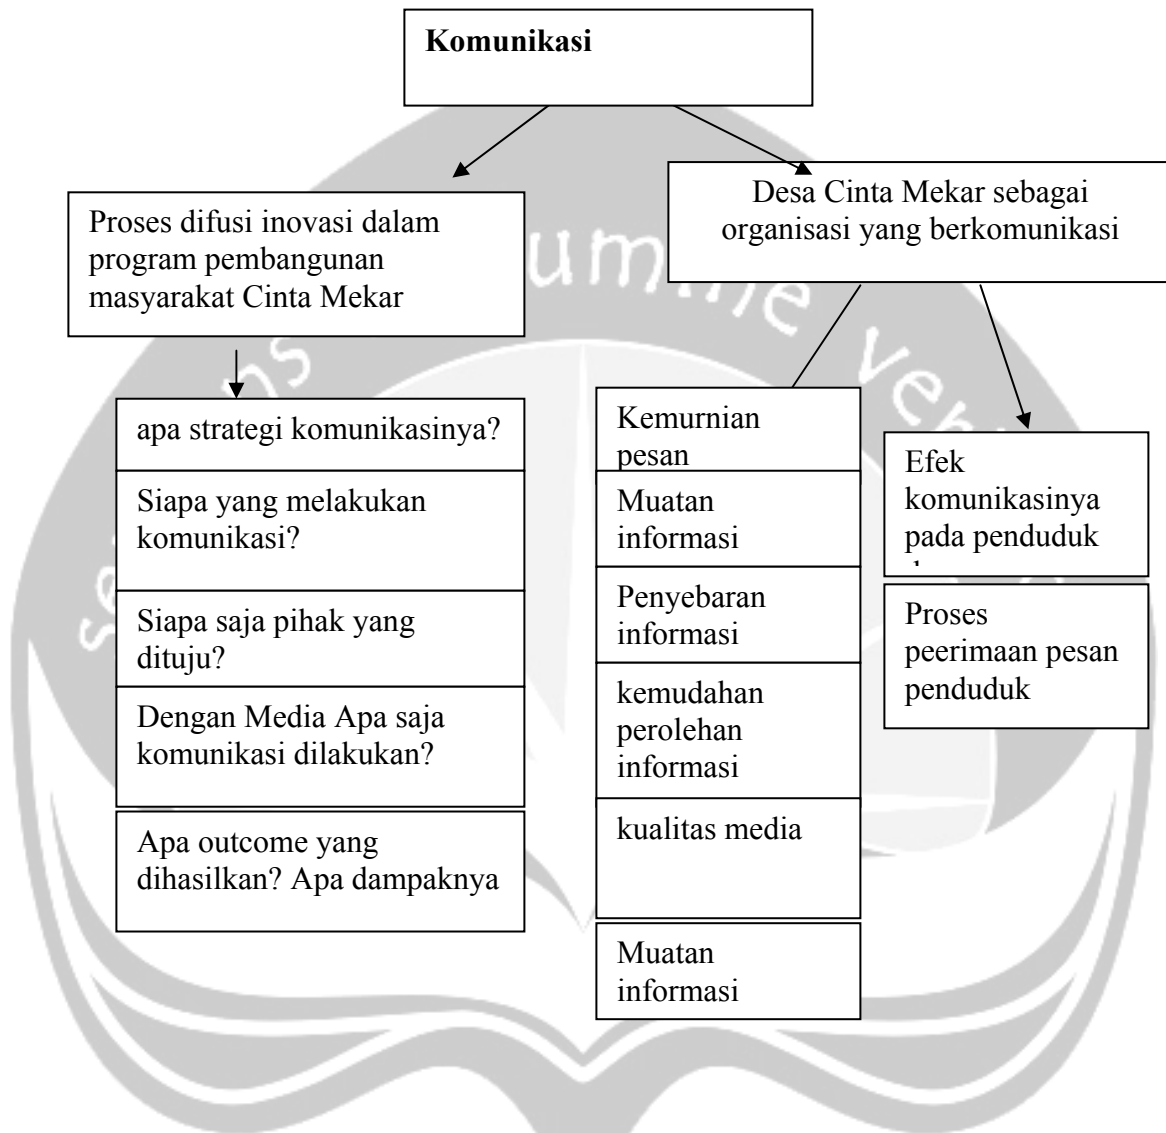 Komunikasi
Proses difusi inovasi dalam
program pembangunan
masyarakat Cinta Mekar
Desa Cinta Mekar sebagai
organisasi yang berkomunikasi
apa strategi komunikasinya?
Siapa yang melakukan
komunikasi?
Siapa saja pihak yang
dituju?
Dengan Media Apa saja
komunikasi dilakukan?
Apa outcome yang
dihasilkan? Apa dampaknya
Kemurnian
pesan
Muatan
informasi
Penyebaran
informasi
kemudahan
perolehan
informasi
kualitas media
Muatan
informasi
Efek
komunikasinya
pada penduduk
Proses
peerimaan pesan
penduduk